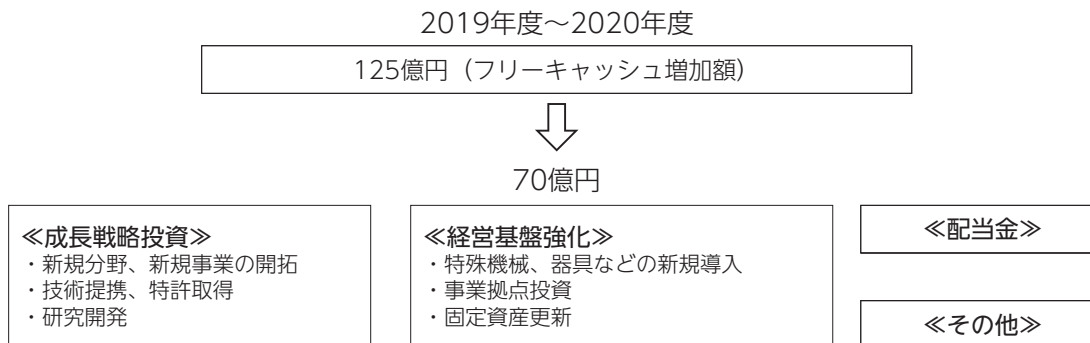 2019年度～2020年度
125億円（フリーキャッシュ増加額）
70億円
≪成長戦略投資≫
・新規分野、新規事業の開拓
・技術提携、特許取得
・研究開発
≪経営基盤強化≫
・特殊機械、器具などの新規導入
・事業拠点投資
・固定資産更新
≪配当金≫
≪その他≫